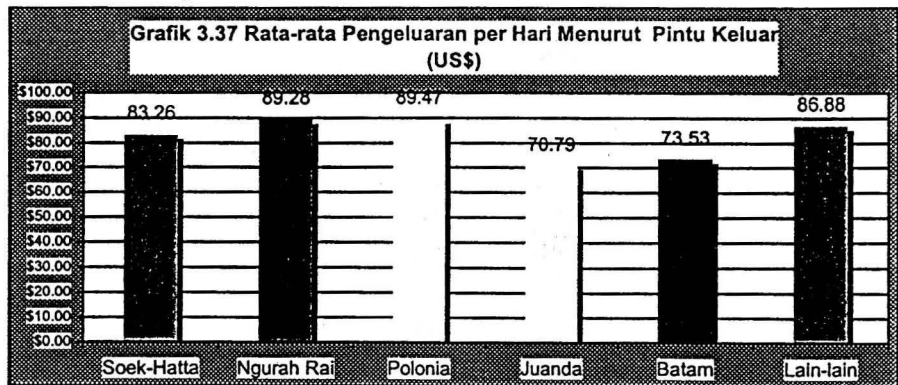 Grafik 3.37 Rata-rata Pengeluaran per Hari Menurut Pintu Keluar
(US$)
$100.00
$90.00
$80.00
$70.00
$60.00
$50.00
$40.00
$30.00
$20.00
$10.00
$0.00
83.26
89.28
89.47
70.79
73.53
86.88
Soek-Hatta
Ngurah Rai
Polonia
Juanda
Batam
Lain-lain